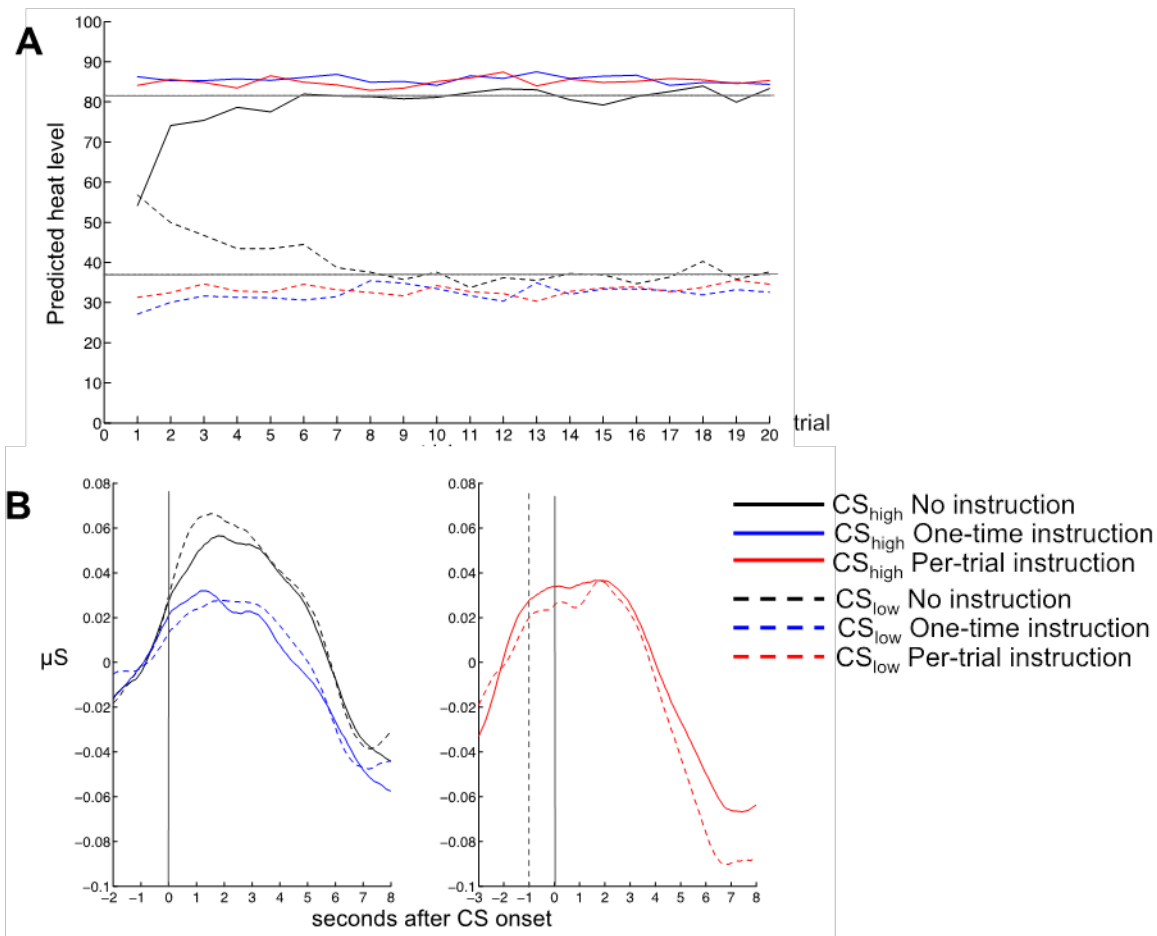 A
Predicted heat level
100
90
80
70
60
50
40
30
20
10
0
0 1 2 3 4 5 6 7 8 9 10 11 12 13 14 15 16 17 18 19 20
trial
B
µS
0.08
0.06
0.04
0.02
0
−0.02
−0.04
−0.06
−0.08
−0.1
−2 −1 0 1 2 3 4 5 6 7 8
0.08
0.06
0.04
0.02
0
−0.02
−0.04
−0.06
−0.08
−0.1
−3 −2 −1 0 1 2 3 4 5 6 7 8
seconds after CS onset
CShigh No instruction
CShigh One-time instruction
CShigh Per-trial instruction
CSlow No instruction
CSlow One-time instruction
CSlow Per-trial instruction